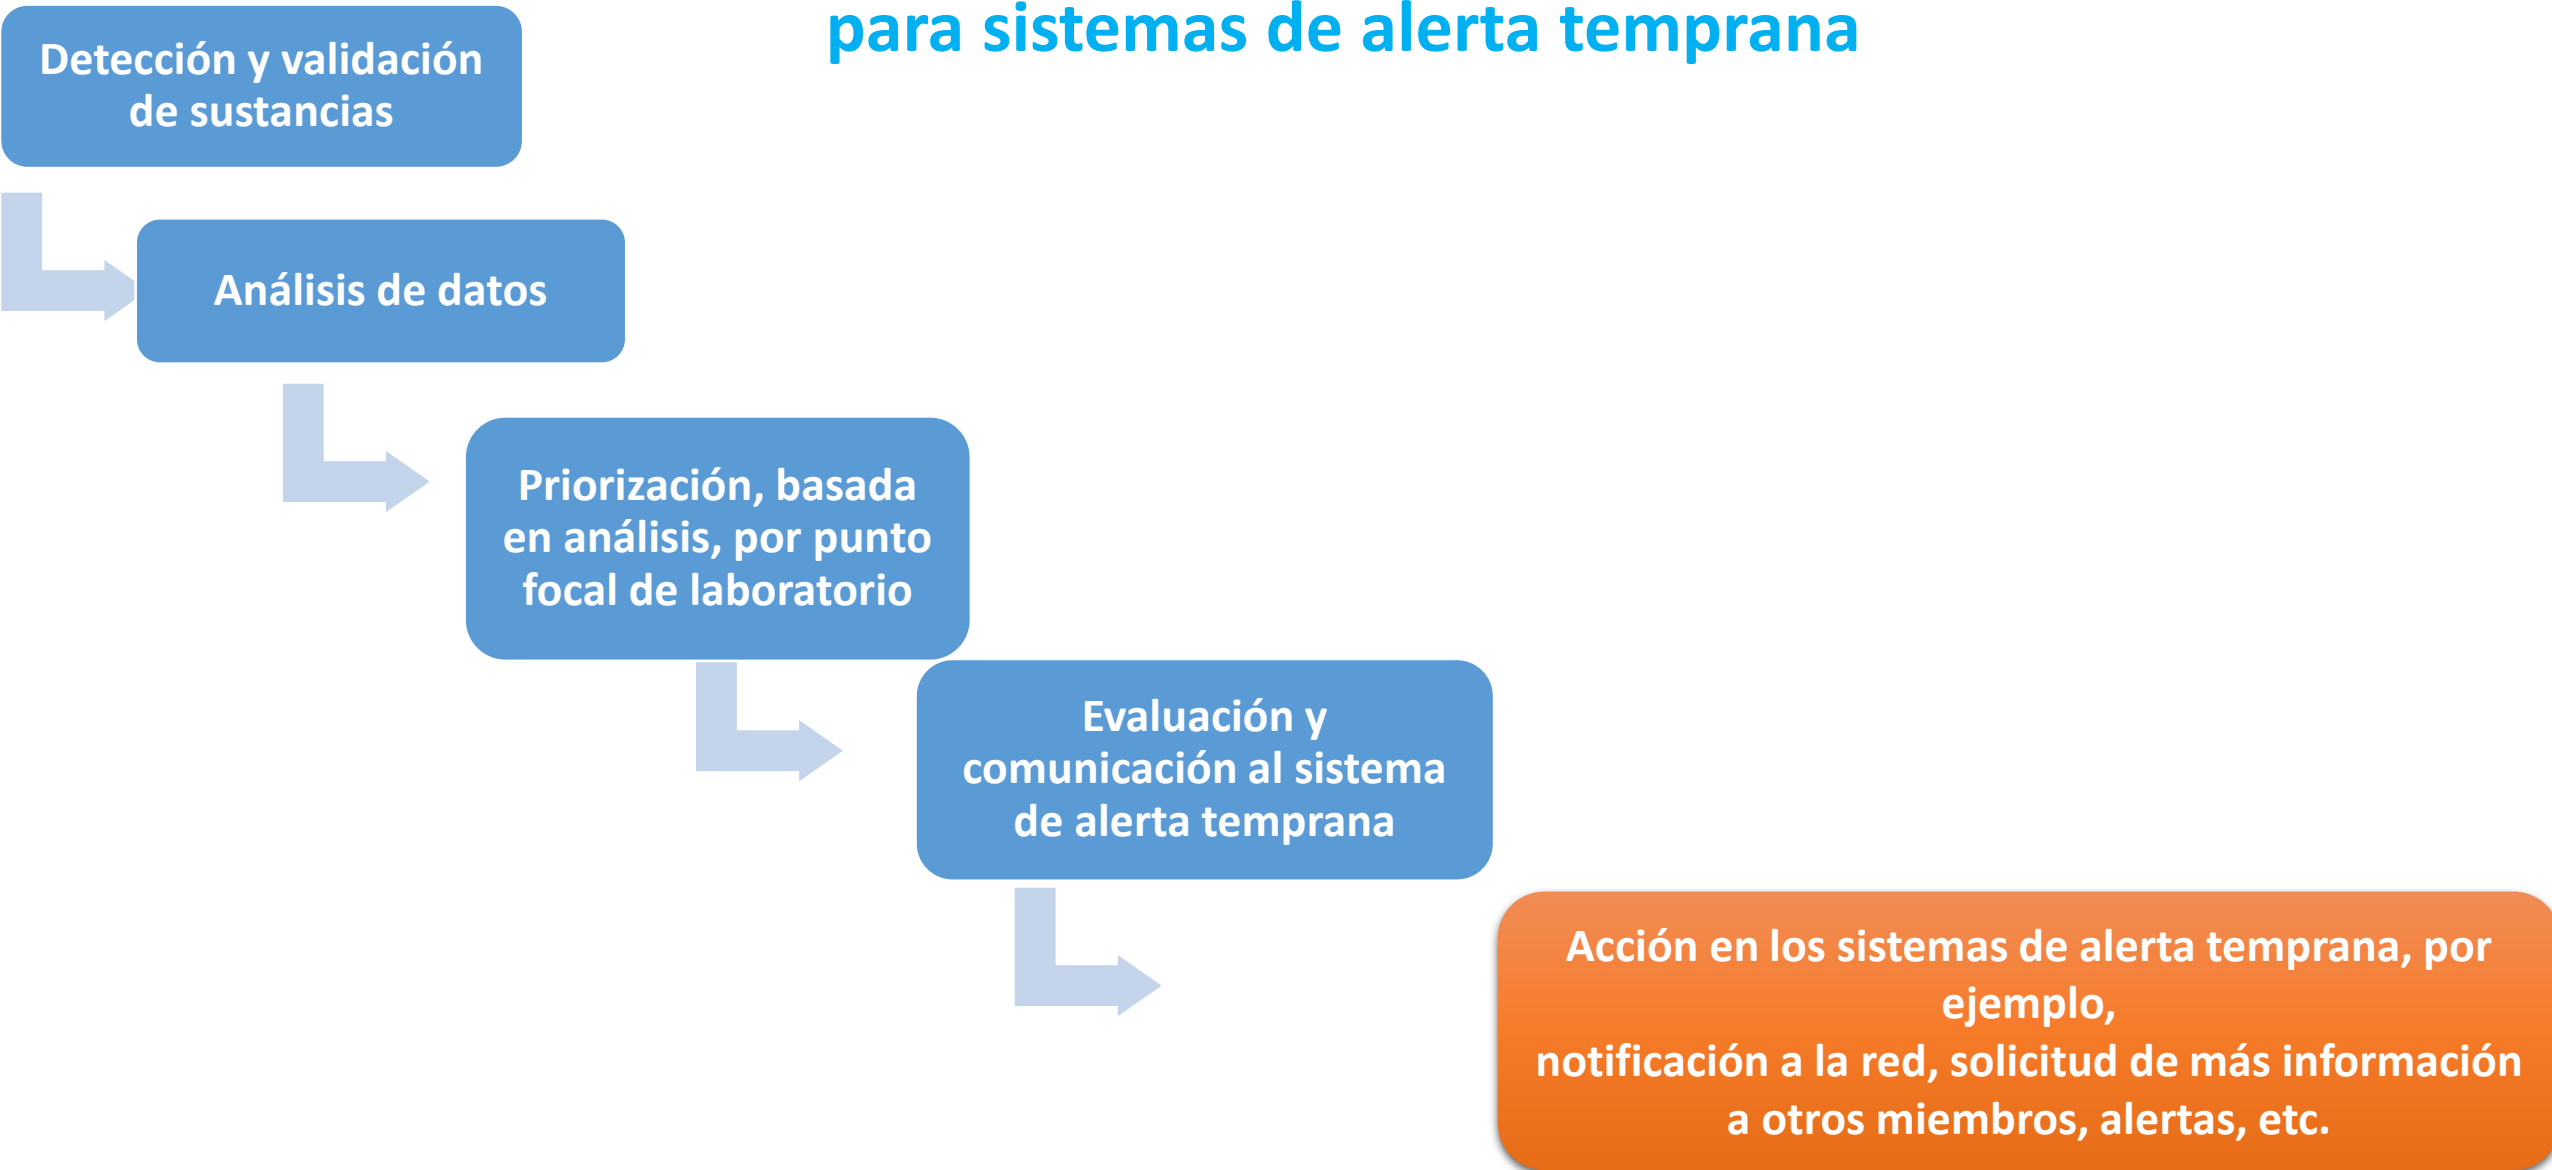 para sistemas de alerta temprana
Detección y validación
de sustancias
Análisis de datos
Priorización, basada
en análisis, por punto
focal de laboratorio
Evaluación y
comunicación al sistema
de alerta temprana
Acción en los sistemas de alerta temprana, por
ejemplo,
notificación a la red, solicitud de más información
a otros miembros, alertas, etc.